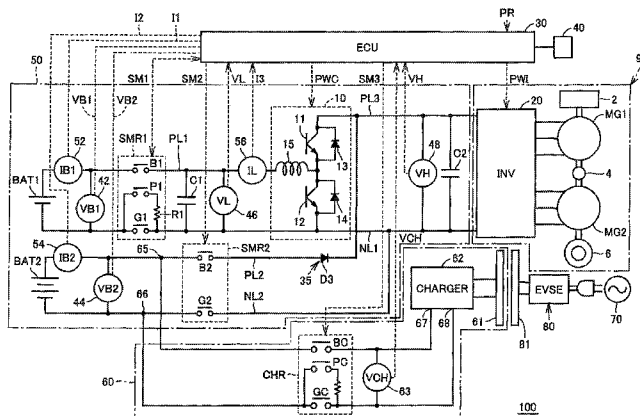 I2
I1
PR
30
ECU
40
50
VB1
VB2
SM1
SM2
VL
I3
PWC
SM3
VH
PWI
9
10
PL3
20
2
MG1
52
SMR1
PL1
56
15
11
13
IB1
B1
IL
48
C2
BAT1
42
P1
C1
VH
INV
4
VB1
R1
VL
46
12
14
G1
MG2
54
NL1
VCH
BAT2
IB2
65
SMR2
B2
35
D3
6
PL2
62
VB2
66
44
G2
NL2
CHARGER
EVSE
67
68
61
81
80
70
60
BC
CHR
PC
VCH
63
GC
100